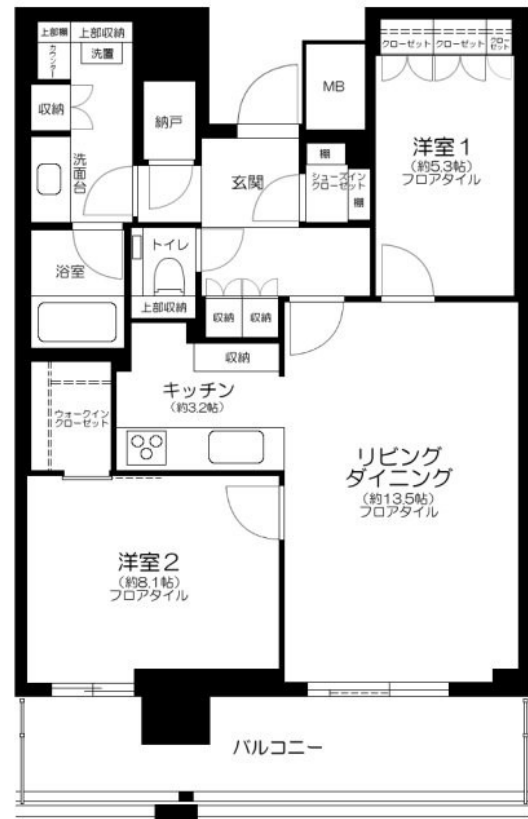 上部棚
上部収納
カウンター
洗置
収納
洗面台
納戸
MB
クローゼット
クローゼット
クロー
ゼット
洋室1
(約5.3帖)
フロアタイル
玄関
棚
シューズイン
クローゼット
棚
浴室
トイレ
上部収納
収納
収納
収納
キッチン
(約3.2帖)
ウォークイン
クローゼット
リビング
ダイニング
(約13.5帖)
フロアタイル
洋室2
(約8.1帖)
フロアタイル
バルコニー